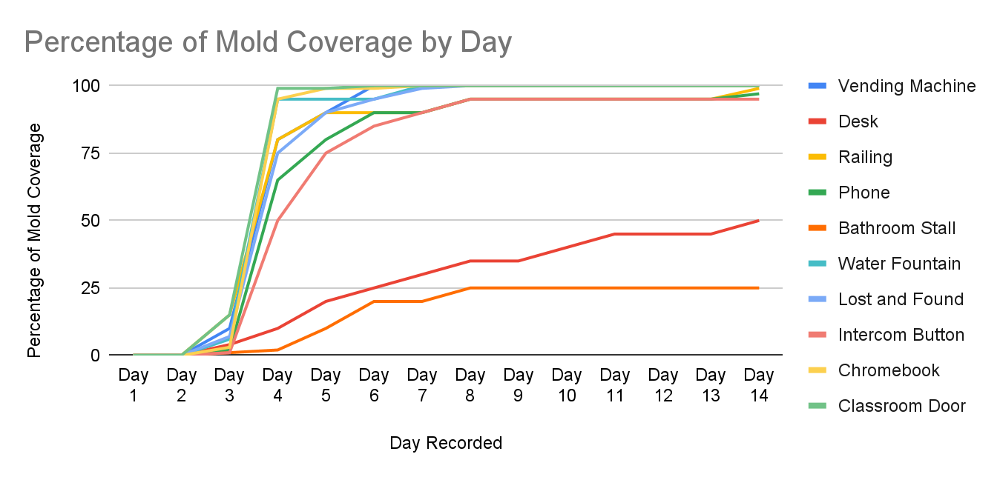 Percentage of Mold Coverage by Day
Percentage of Mold Coverage
100
75
50
25
0
Day 1
Day 2
Day 3
Day 4
Day 5
Day 6
Day 7
Day 8
Day 9
Day 10
Day 11
Day 12
Day 13
Day 14
Day Recorded
Vending Machine
Desk
Railing
Phone
Bathroom Stall
Water Fountain
Lost and Found
Intercom Button
Chromebook
Classroom Door